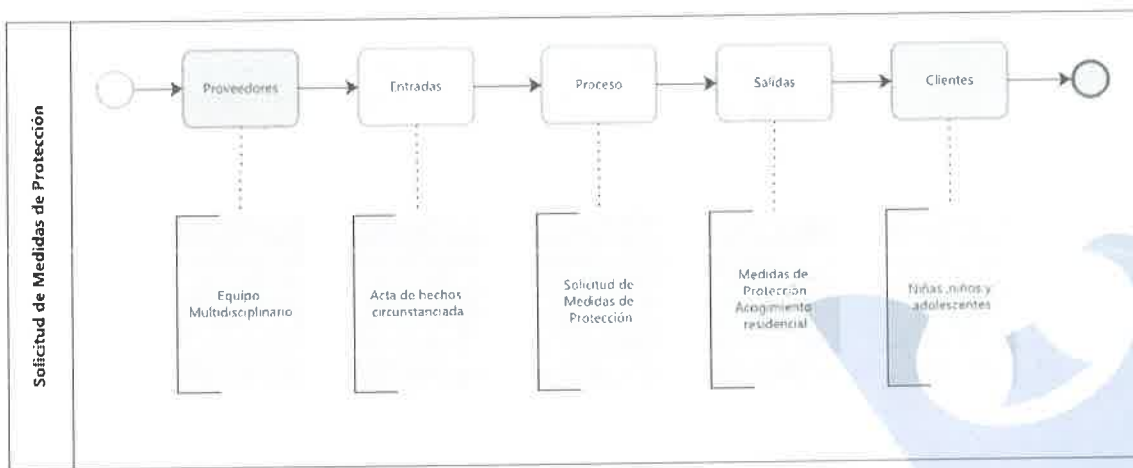 Solicitud de Medidas de Protección
Proveedores
Entradas
Proceso
Salidas
Clientes
Equipo
Multidisciplinario
Acta de hechos
circunstanciada
Solicitud de
Medidas de
Protección
Medidas de
Protección
Acogimiento
residencial
Niñas ,niños y
adolescentes